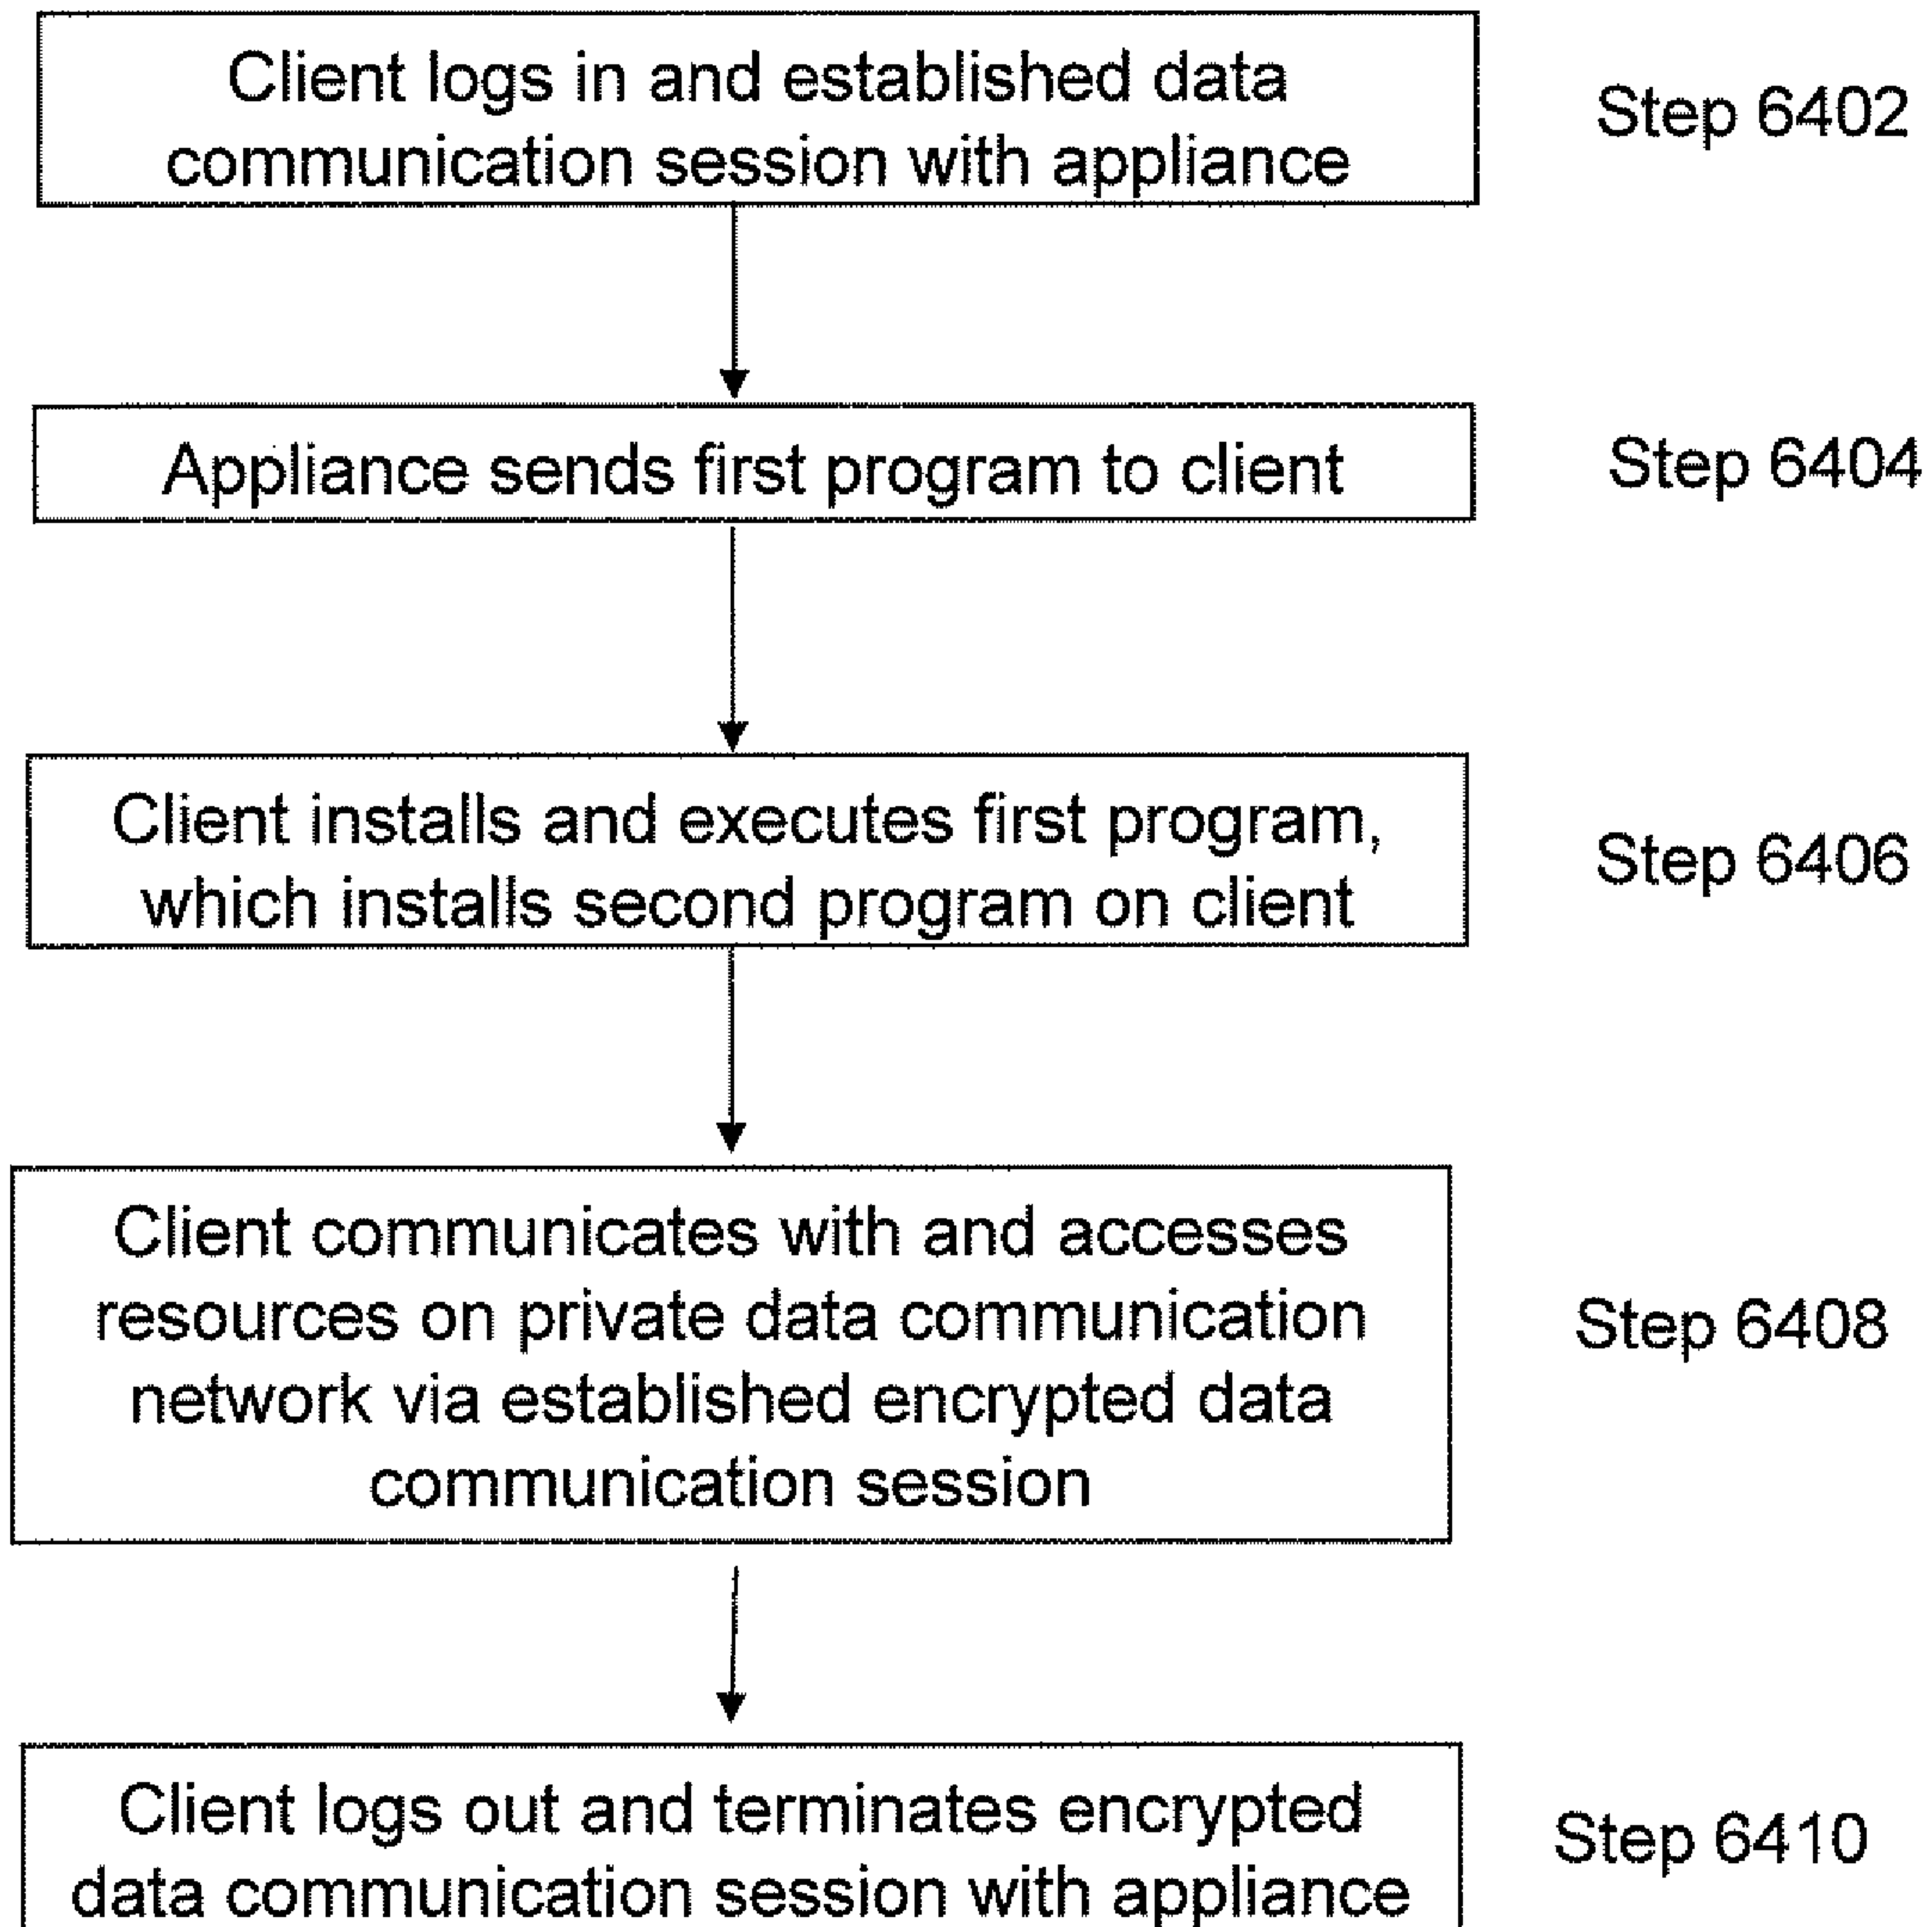 Client logs in and established data
communication session with appliance
Step 6402
Appliance sends first program to client
Step 6404
Client installs and executes first program,
which installs second program on client
Step 6406
Client communicates with and accesses
resources on private data communication
network via established encrypted data
communication session
Step 6408
Client logs out and terminates encrypted
data communication session with appliance
Step 6410